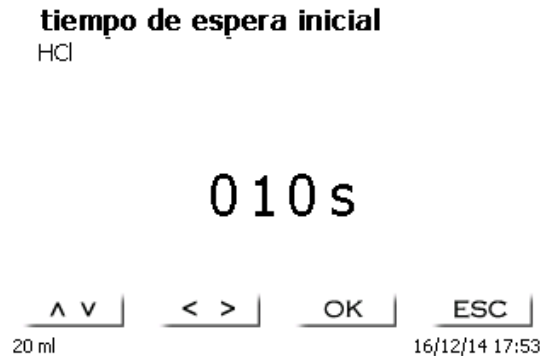 tiempo de espera inicial
HCl
010s
∧ ∨ < > OK ESC
20 ml 16/12/14 17:53